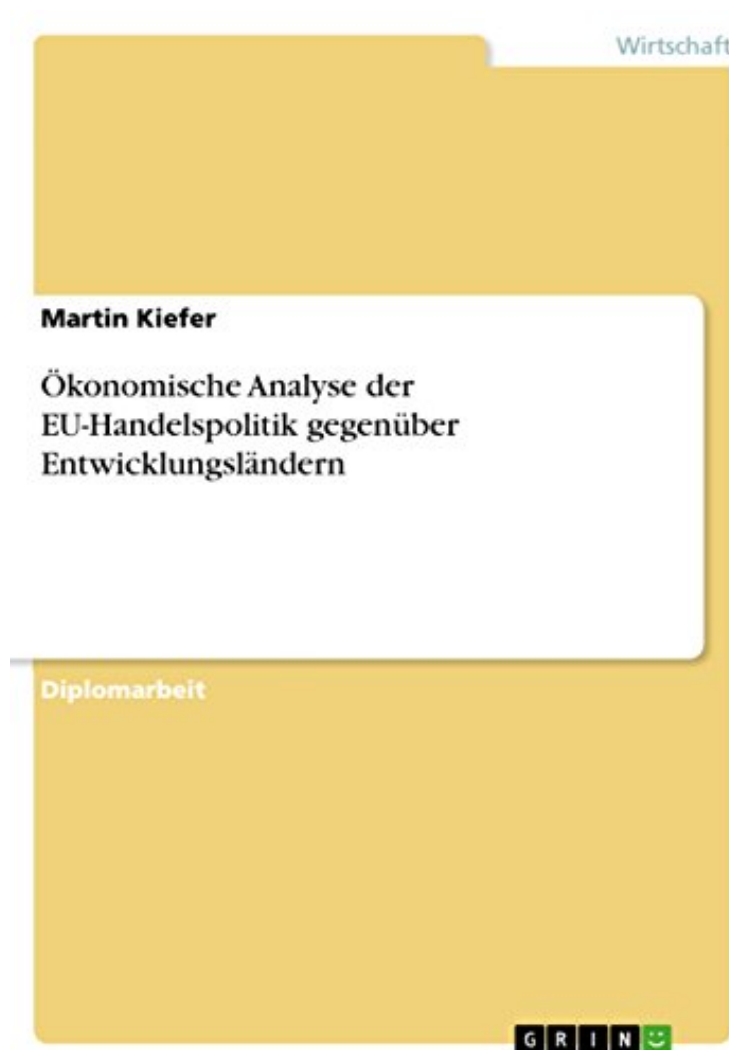 Wirtschaft
Martin Kiefer
Ökonomische Analyse der
EU-Handelspolitik gegenüber
Entwicklungsländern
Diplomarbeit
GRIN